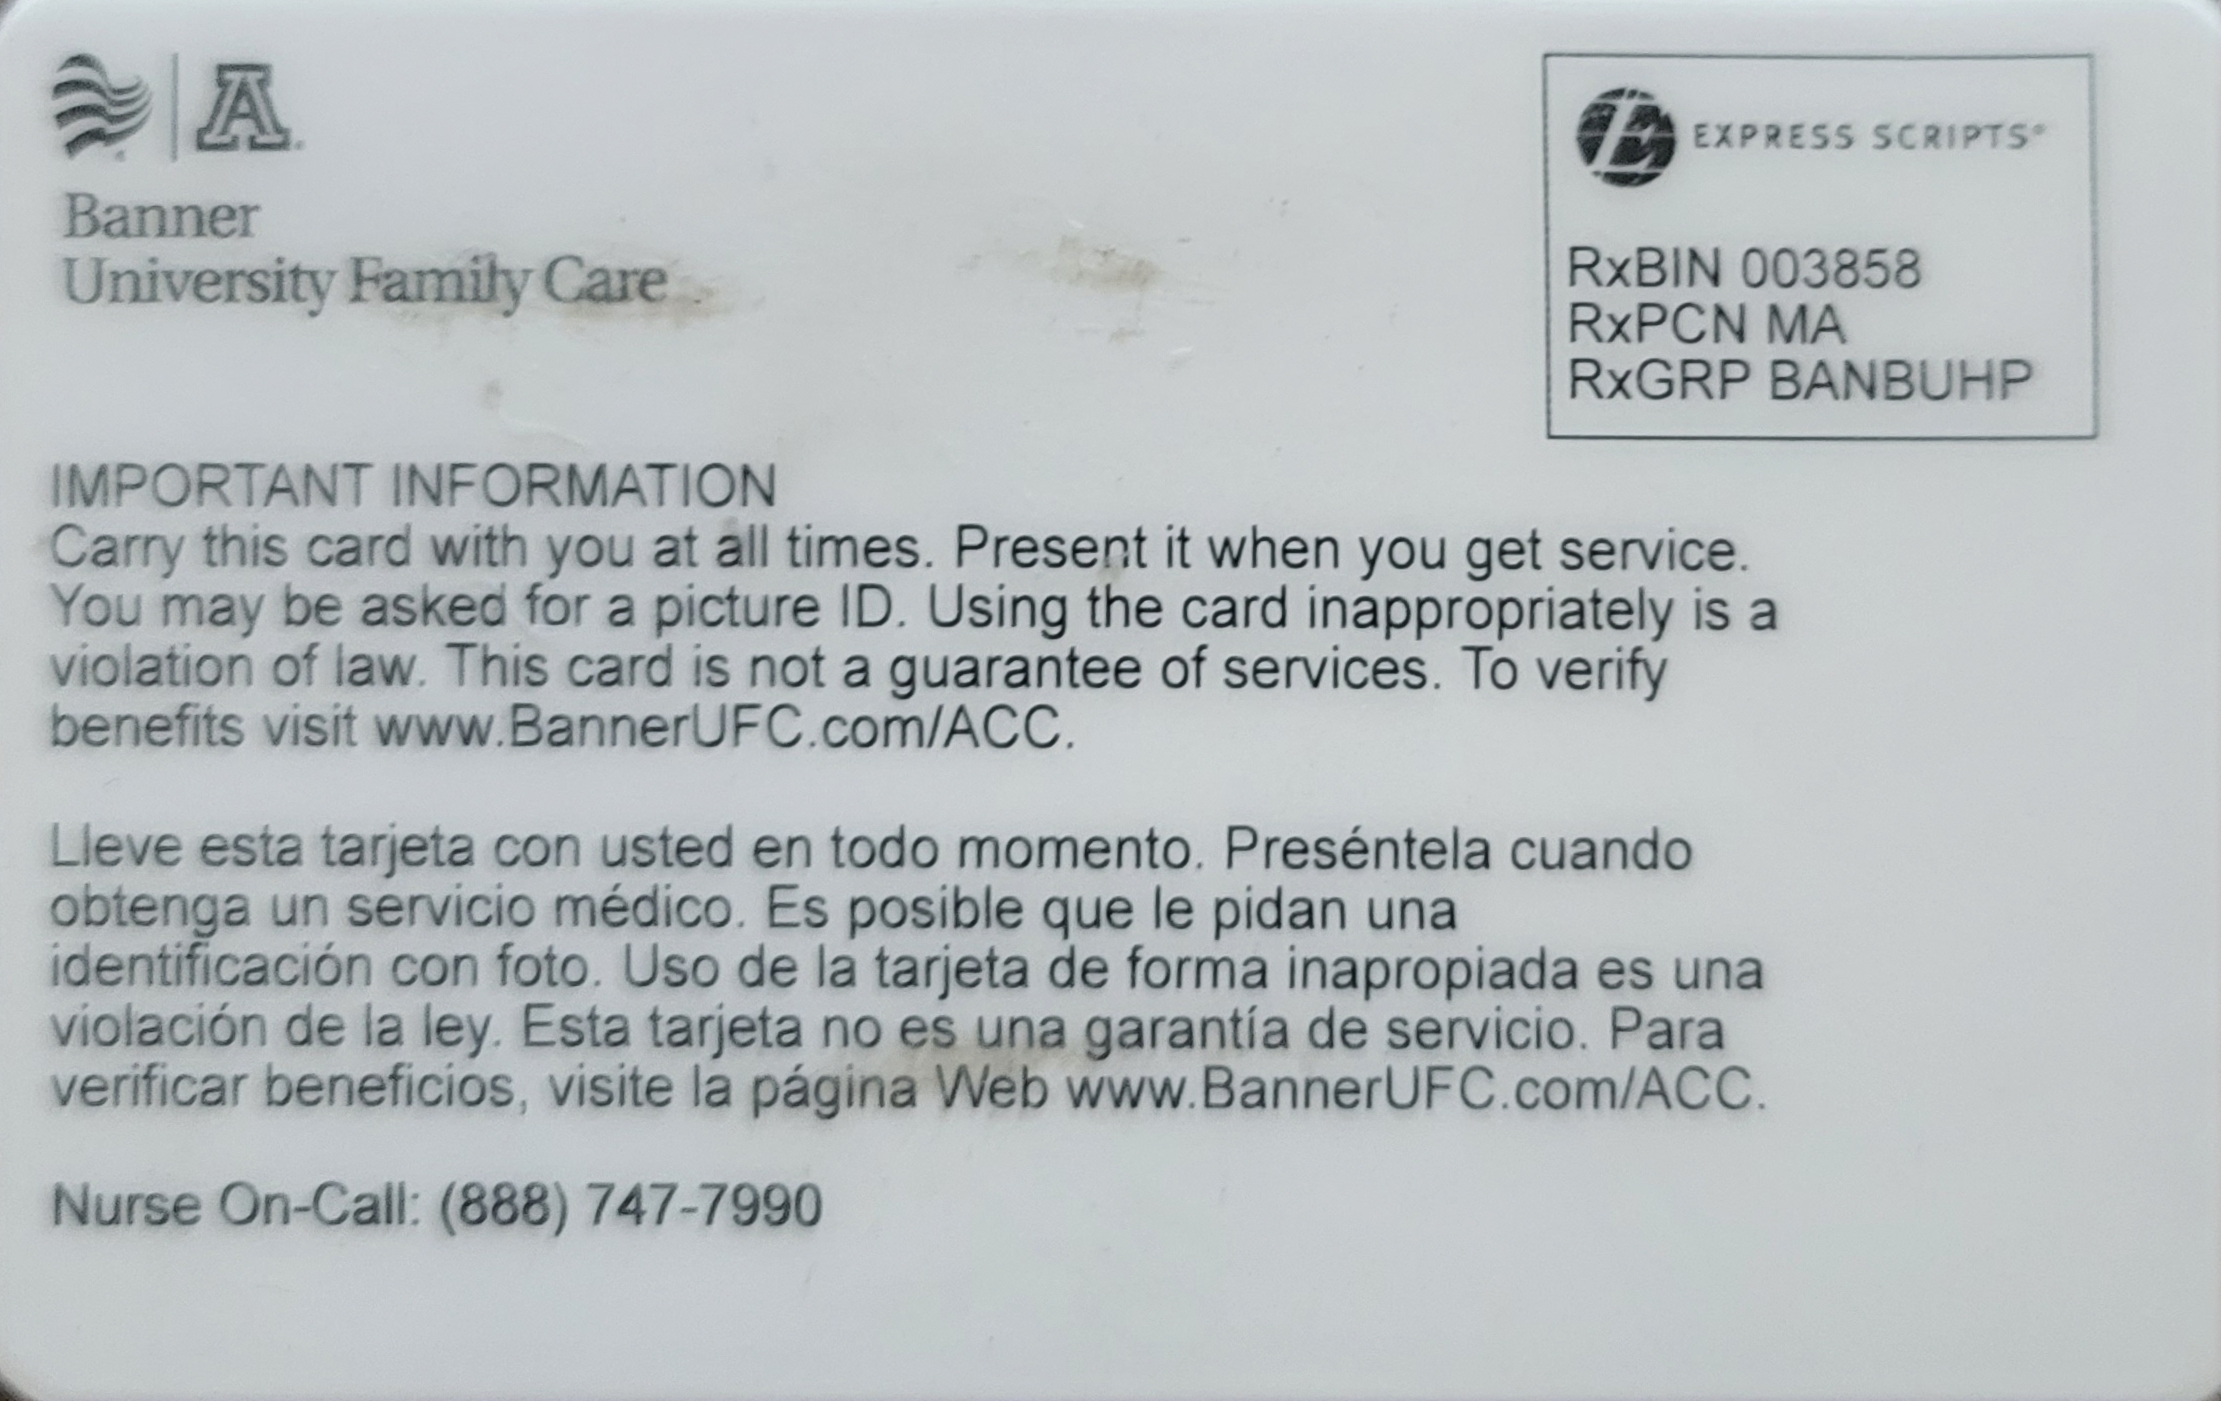 A
Banner
University Family Care
EXPRESS SCRIPTS®
RxBIN 003858
RxPCN MA
RxGRP BANBUHP
IMPORTANT INFORMATION
Carry this card with you at all times. Present it when you get service.
You may be asked for a picture ID. Using the card inappropriately is a
violation of law. This card is not a guarantee of services. To verify
benefits visit www.BannerUFC.com/ACC.
Lleve esta tarjeta con usted en todo momento. Preséntela cuando
obtenga un servicio médico. Es posible que le pidan una
identificación con foto. Uso de la tarjeta de forma inapropiada es una
violación de la ley. Esta tarjeta no es una garantía de servicio. Para
verificar beneficios, visite la página Web www.BannerUFC.com/ACC.
Nurse On-Call: (888) 747-7990